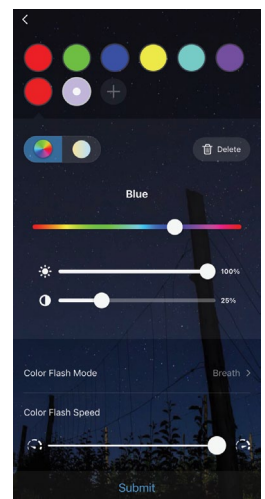 Delete
Blue
100%
25%
Color Flash Mode
Breath >
Color Flash Speed
Submit